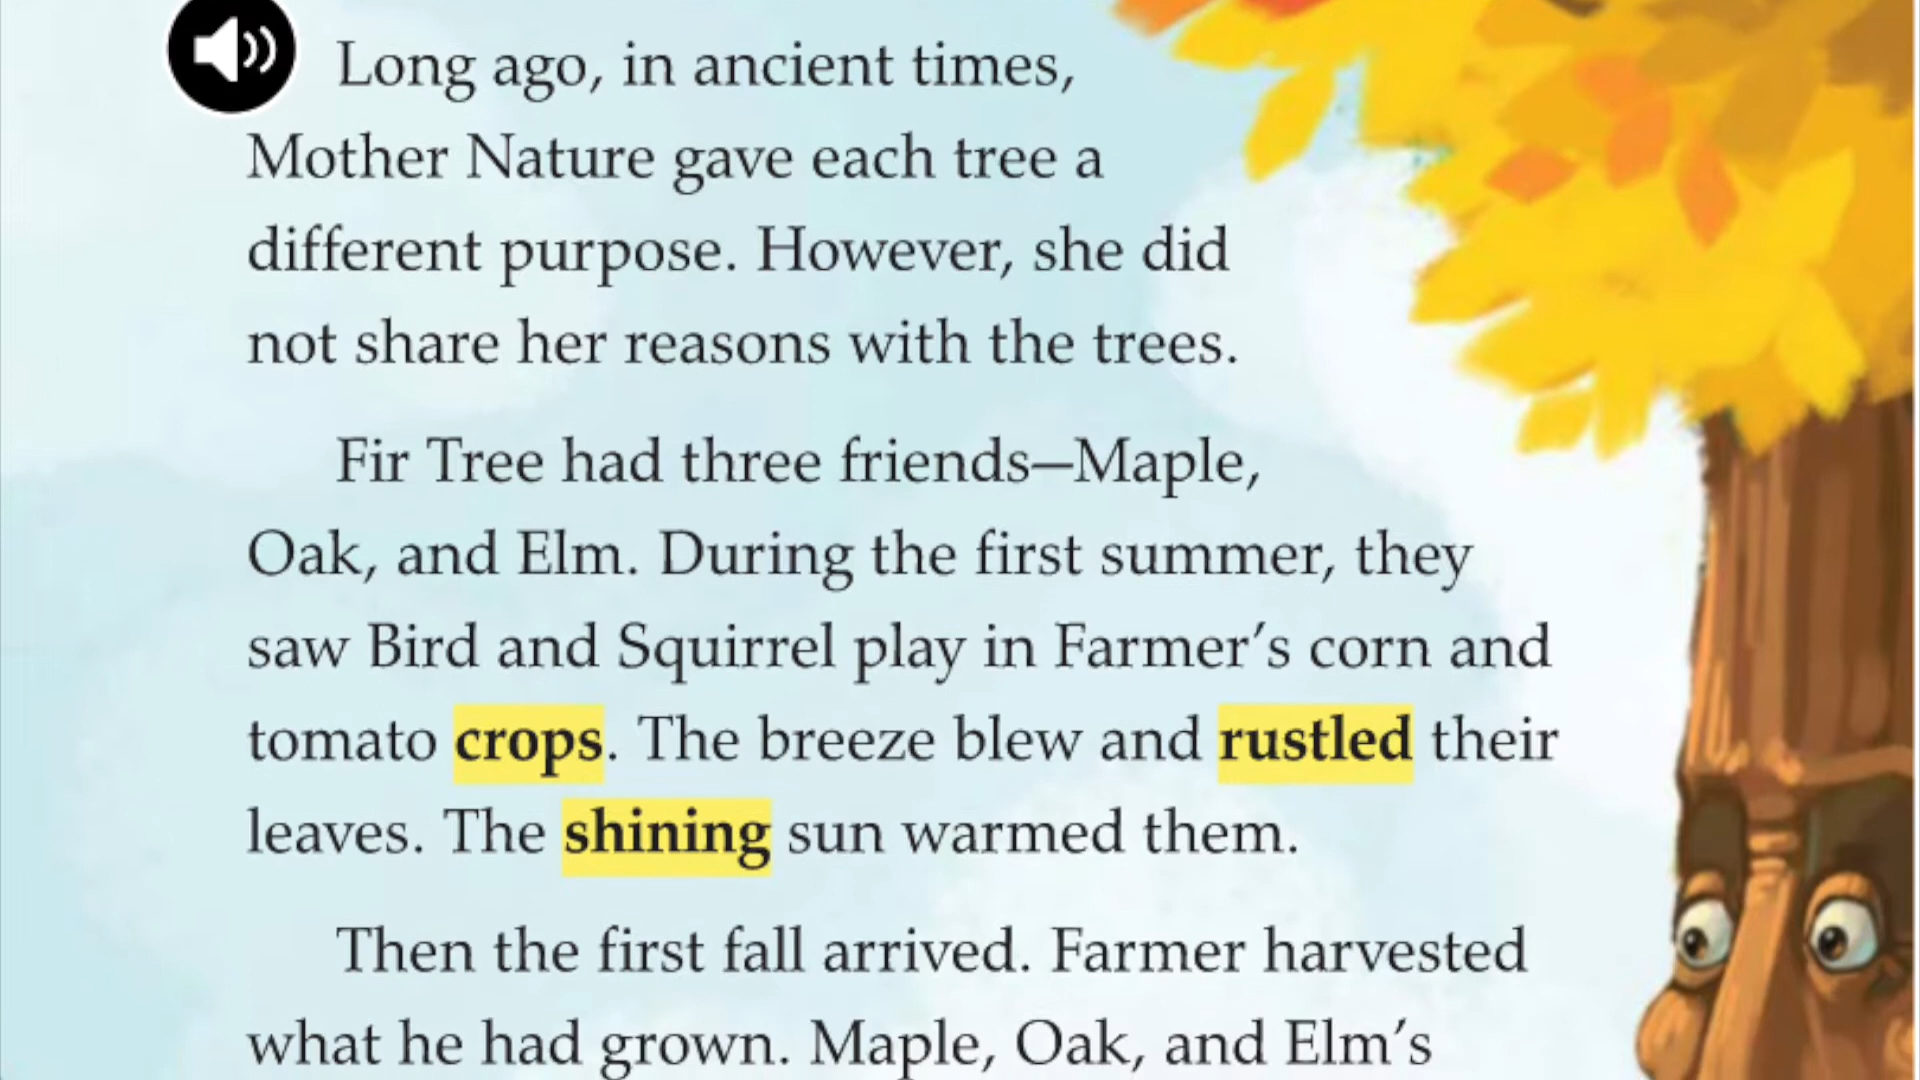 Long ago, in ancient times,
Mother Nature gave each tree a
different purpose. However, she did
not share her reasons with the trees.
Fir Tree had three friends—Maple,
Oak, and Elm. During the first summer, they
saw Bird and Squirrel play in Farmer's corn and
tomato crops. The breeze blew and rustled their
leaves. The shining sun warmed them.
Then the first fall arrived. Farmer harvested
what he had grown. Maple, Oak, and Elm's